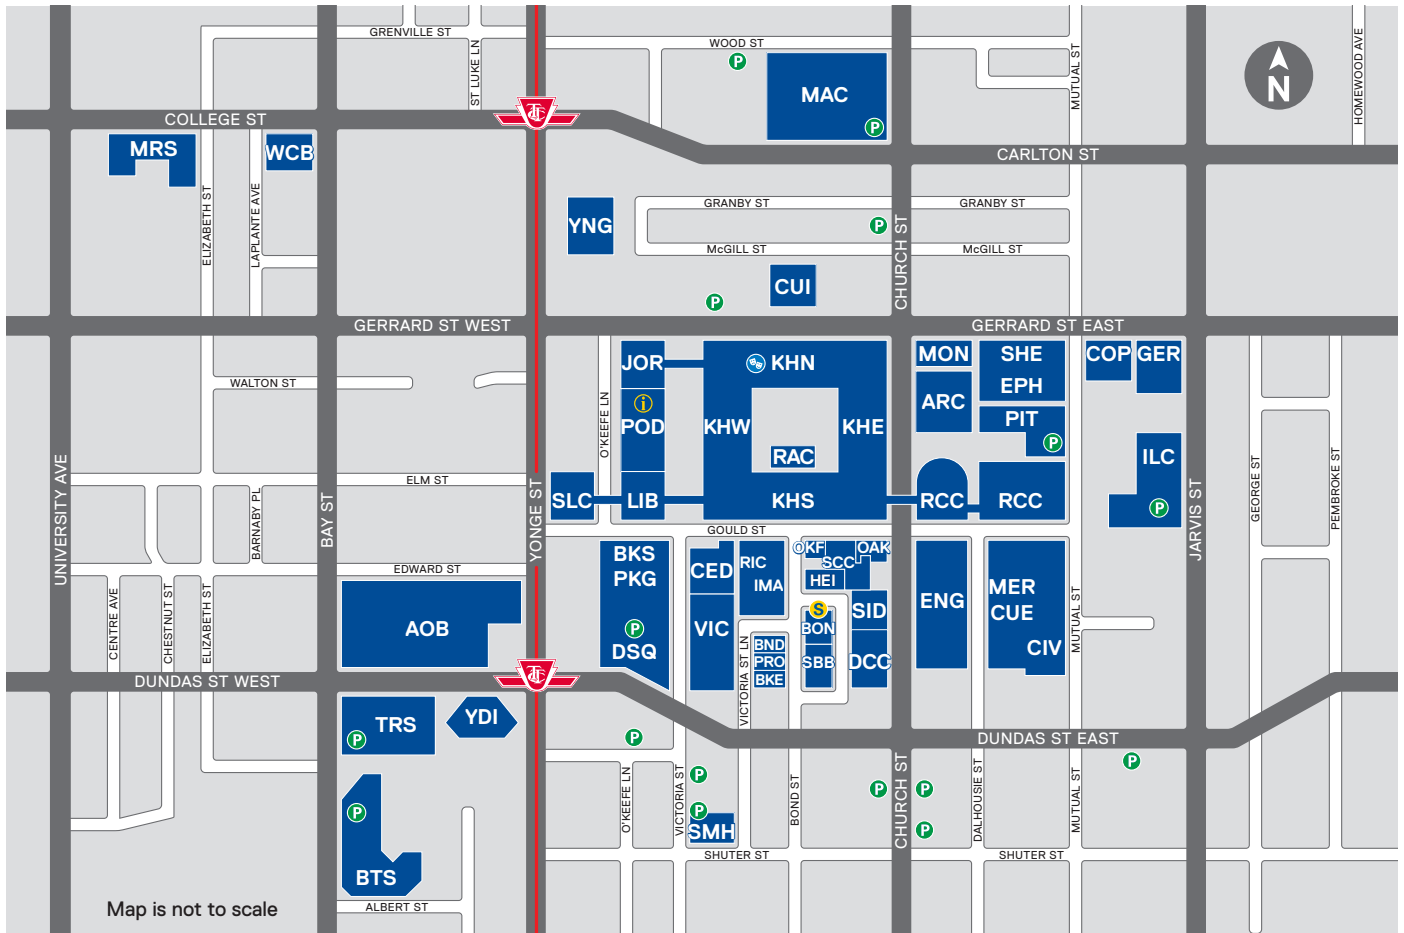 GRENVILLE ST
ST LUKE LN
WOOD ST
MUTUAL ST
HOMEWOOD AVE
N
P
MAC
P
COLLEGE ST
TTC
CARLTON ST
MRS
WCB
ELIZABETH ST
LAPLANTE AVE
YNG
GRANBY ST
GRANBY ST
P
McGILL ST
McGILL ST
CHURCH ST
CUI
P
GERRARD ST WEST
GERRARD ST EAST
JOR
KHN
MON
SHE
COP
GER
EPH
WALTON ST
O'KEEFE LN
i
POD
KHW
KHE
ARC
PIT
P
RAC
ILC
UNIVERSITY AVE
BAY ST
YONGE ST
JARVIS ST
GEORGE ST
PEMBROKE ST
ELM ST
SLC
LIB
KHS
RCC
RCC
P
BARNABY PL
GOULD ST
BKS
PKG
CED
RIC
IMA
OKF
SCC
OAK
HEI
EDWARD ST
CENTRE AVE
CHESTNUT ST
ELIZABETH ST
AOB
P
DSQ
VIC
VICTORIA ST LN
BND
PRO
BKE
S
BON
SBB
SID
DCC
ENG
MER
CUE
CIV
MUTUAL ST
DUNDAS ST WEST
TTC
TRS
P
YDI
P
DUNDAS ST EAST
P
O'KEEFE LN
VICTORIA ST
P
P
SMH
BOND ST
P
CHURCH ST
P
P
DALHOUSIE ST
MUTUAL ST
P
BTS
SHUTER ST
SHUTER ST
ALBERT ST
Map is not to scale